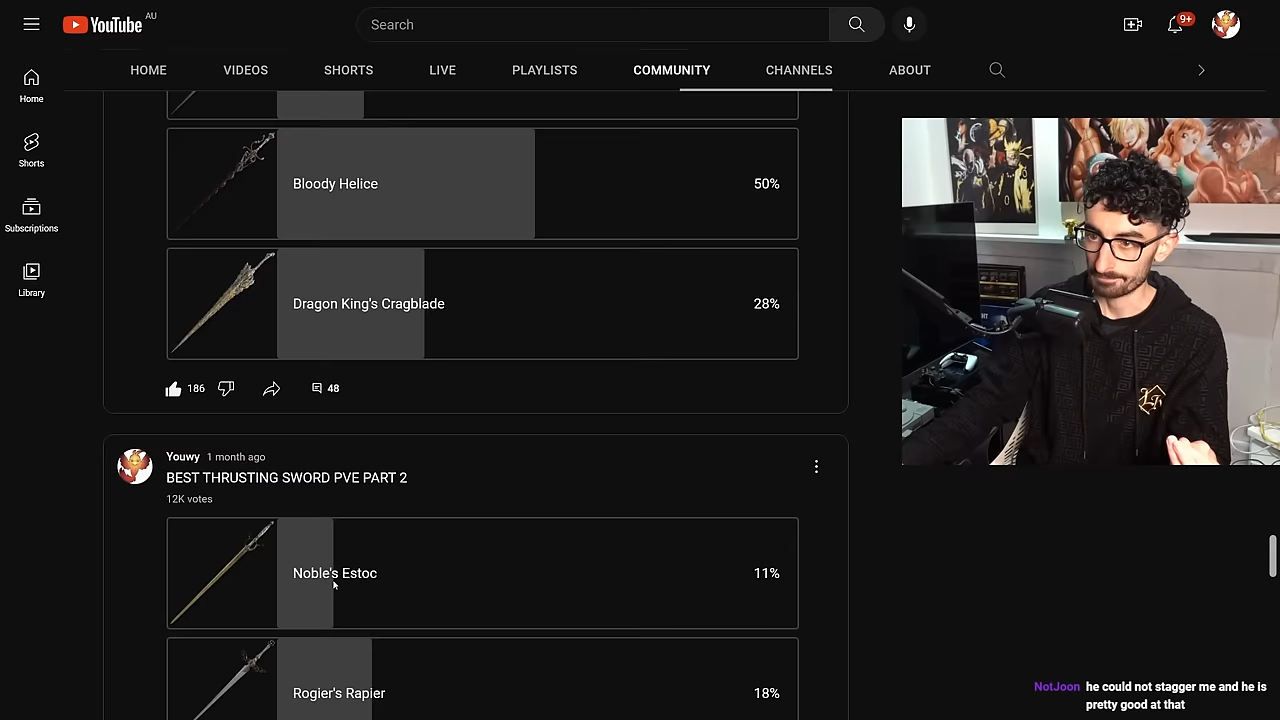 YouTube AU
Search
9+
HOME VIDEOS SHORTS LIVE PLAYLISTS COMMUNITY CHANNELS ABOUT
Home
Shorts
Subscriptions
Library
Bloody Helice 50%
Dragon King's Cragblade 28%
186 48
Youwy 1 month ago
BEST THRUSTING SWORD PVE PART 2
12K votes
Noble's Estoc 11%
Rogier's Rapier 18%
NotJoon he could not stagger me and he is
pretty good at that